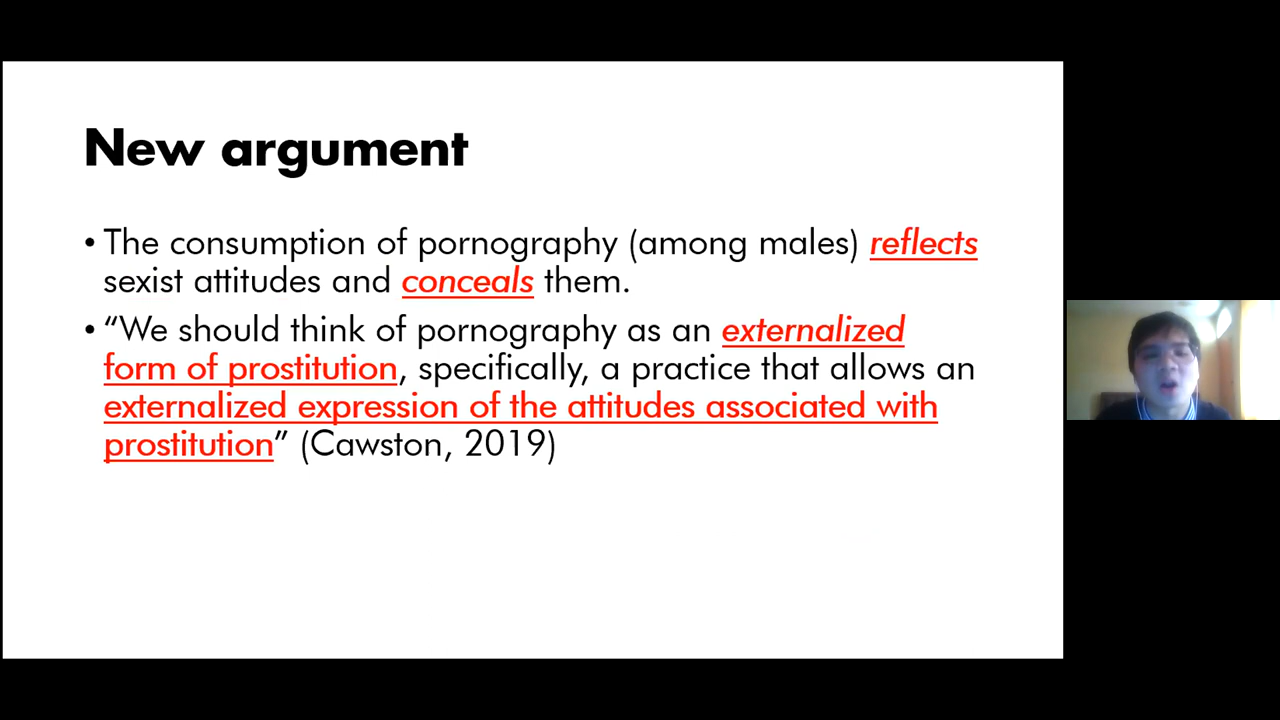 New argument
• The consumption of pornography (among males) reflects
sexist attitudes and conceals them.
• “We should think of pornography as an externalized
form of prostitution, specifically, a practice that allows an
externalized expression of the attitudes associated with
prostitution” (Cawston, 2019)